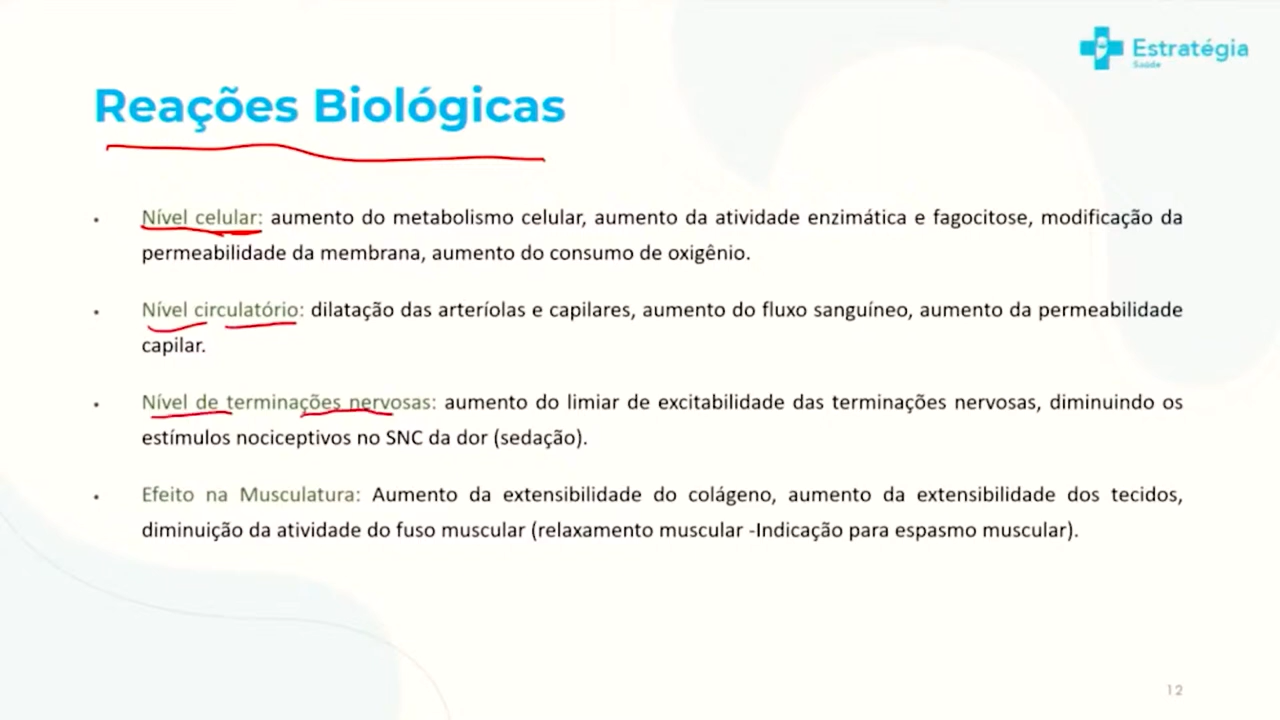 Estratégia
Saúde
Reações Biológicas
• Nível celular: aumento do metabolismo celular, aumento da atividade enzimática e fagocitose, modificação da
permeabilidade da membrana, aumento do consumo de oxigênio.
• Nível circulatório: dilatação das arteríolas e capilares, aumento do fluxo sanguíneo, aumento da permeabilidade
capilar.
• Nível de terminações nervosas: aumento do limiar de excitabilidade das terminações nervosas, diminuindo os
estímulos nociceptivos no SNC da dor (sedação).
• Efeito na Musculatura: Aumento da extensibilidade do colágeno, aumento da extensibilidade dos tecidos,
diminuição da atividade do fuso muscular (relaxamento muscular -Indicação para espasmo muscular).
12